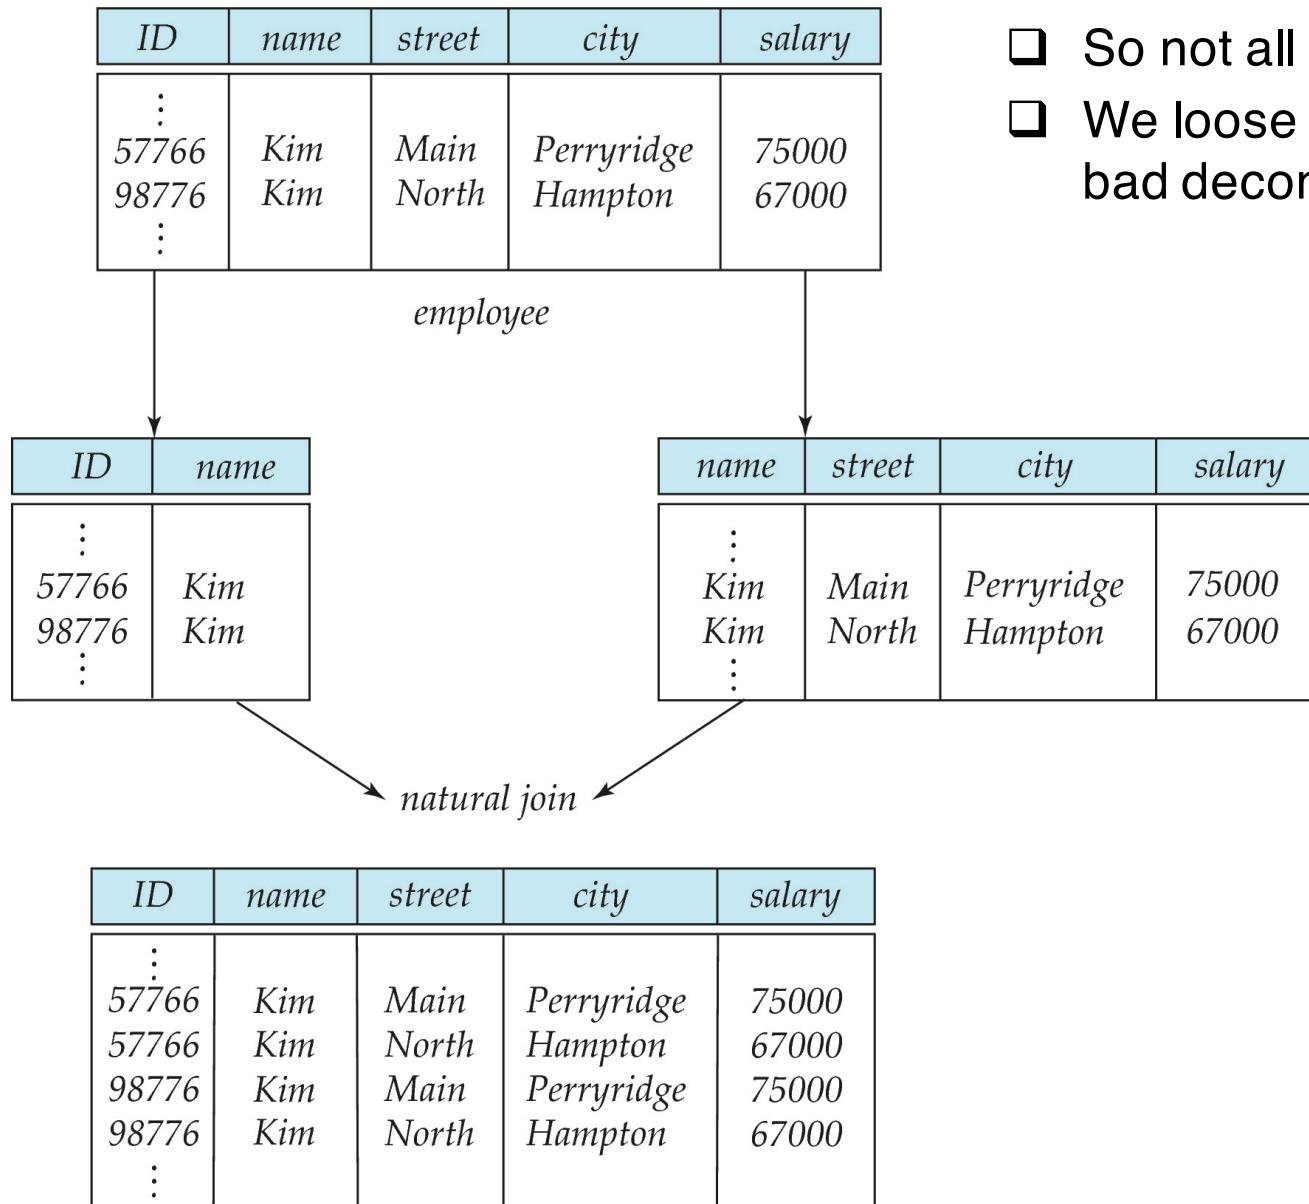 ID name street city salary
⋮
57766 Kim Main Perryridge 75000
98776 Kim North Hampton 67000
⋮
employee
❑ So not all
❑ We loose
bad decor
ID name
⋮
57766 Kim
98776 Kim
⋮
name street city salary
⋮
Kim Main Perryridge 75000
Kim North Hampton 67000
⋮
natural join
ID name street city salary
⋮
57766 Kim Main Perryridge 75000
57766 Kim North Hampton 67000
98776 Kim Main Perryridge 75000
98776 Kim North Hampton 67000
⋮